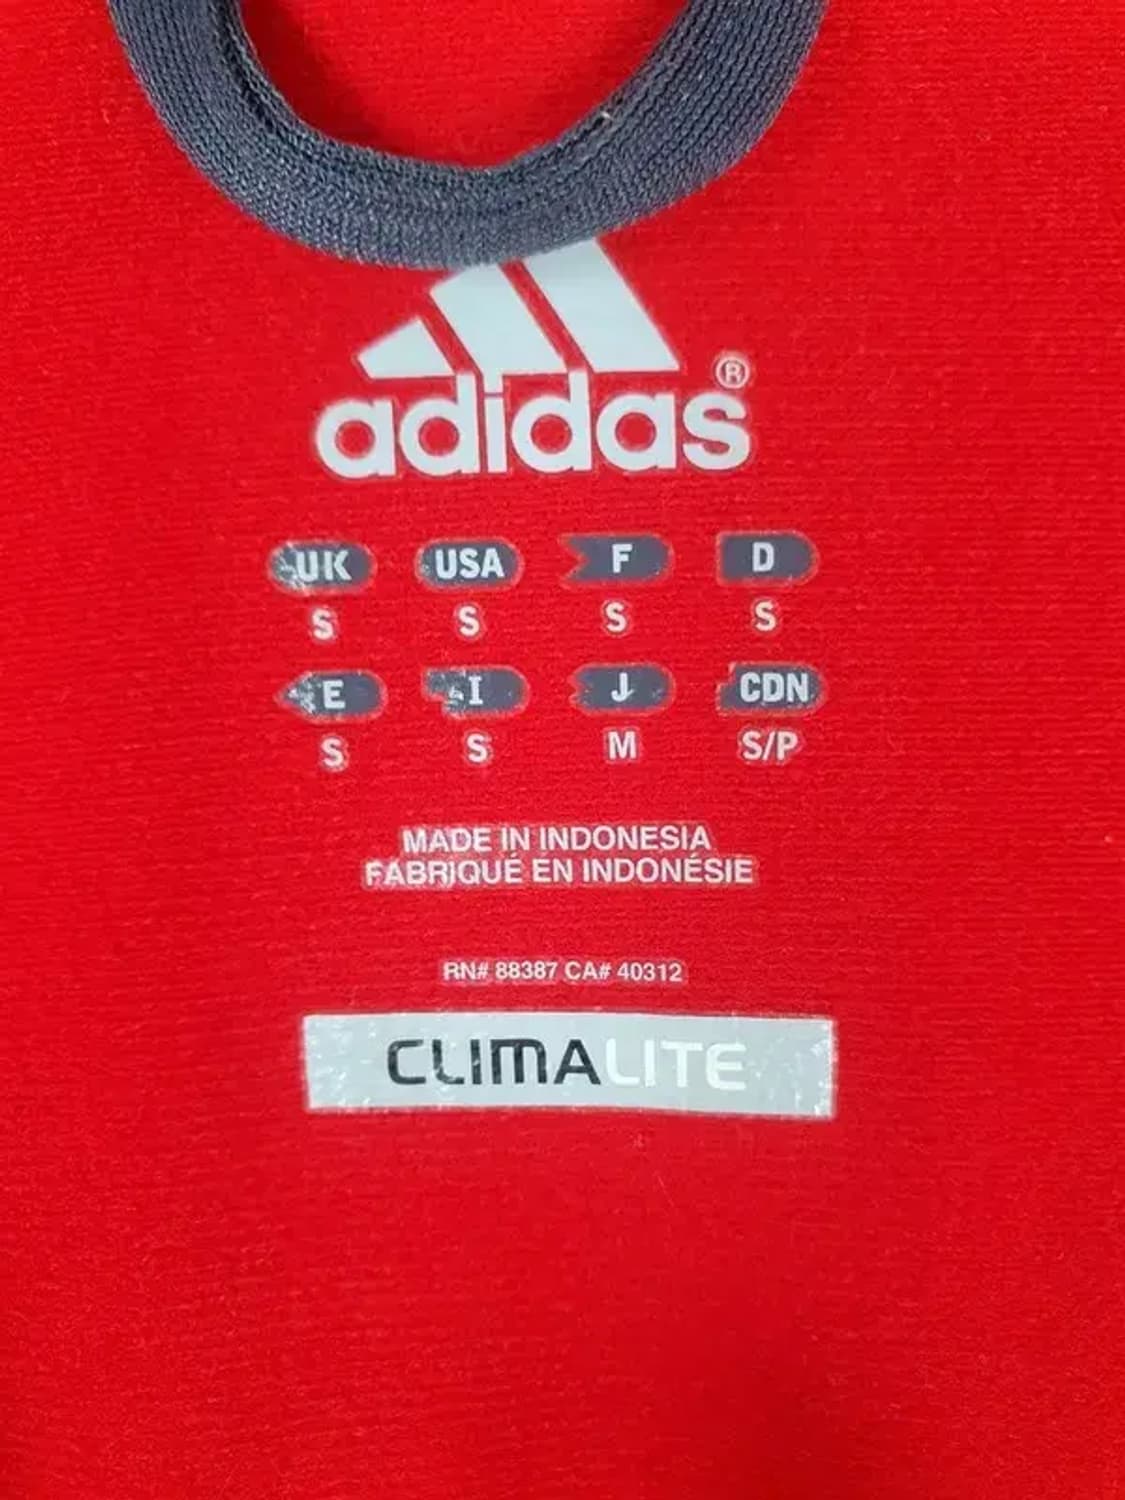 adidas®
UK USA F D
S S S S
E I J CDN
S S M S/P
MADE IN INDONESIA
FABRIQUÉ EN INDONÉSIE
RN# 88387 CA# 40312
CLIMALITE